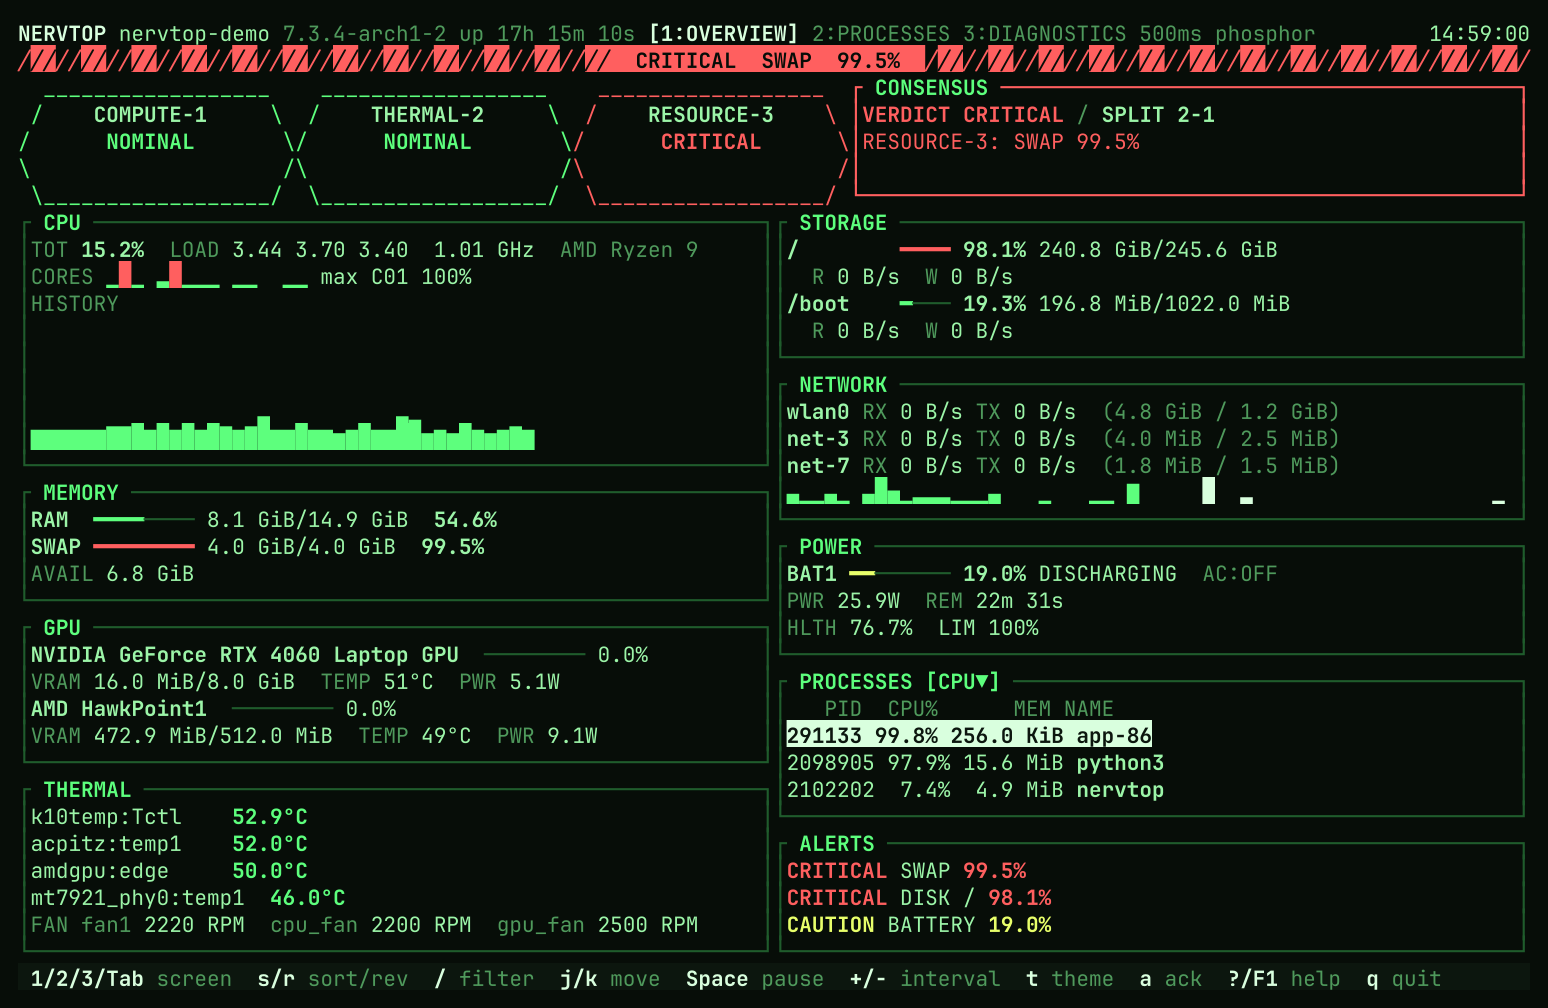 NERVTOP nervtop-demo 7.3.4-arch1-2 up 17h 15m 10s [1:OVERVIEW] 2:PROCESSES 3:DIAGNOSTICS 500ms phosphor 14:59:00
CRITICAL SWAP 99.5%
COMPUTE-1
NOMINAL
THERMAL-2
NOMINAL
RESOURCE-3
CRITICAL
CONSENSUS
VERDICT CRITICAL / SPLIT 2-1
RESOURCE-3: SWAP 99.5%
CPU
TOT 15.2% LOAD 3.44 3.70 3.40 1.01 GHz AMD Ryzen 9
CORES max C01 100%
HISTORY
MEMORY
RAM 8.1 GiB/14.9 GiB 54.6%
SWAP 4.0 GiB/4.0 GiB 99.5%
AVAIL 6.8 GiB
GPU
NVIDIA GeForce RTX 4060 Laptop GPU 0.0%
VRAM 16.0 MiB/8.0 GiB TEMP 51°C PWR 5.1W
AMD HawkPoint1 0.0%
VRAM 472.9 MiB/512.0 MiB TEMP 49°C PWR 9.1W
THERMAL
k10temp:Tctl 52.9°C
acpitz:temp1 52.0°C
amdgpu:edge 50.0°C
mt7921_phy0:temp1 46.0°C
FAN fan1 2220 RPM cpu_fan 2200 RPM gpu_fan 2500 RPM
STORAGE
/ 98.1% 240.8 GiB/245.6 GiB
R 0 B/s W 0 B/s
/boot 19.3% 196.8 MiB/1022.0 MiB
R 0 B/s W 0 B/s
NETWORK
wlan0 RX 0 B/s TX 0 B/s (4.8 GiB / 1.2 GiB)
net-3 RX 0 B/s TX 0 B/s (4.0 MiB / 2.5 MiB)
net-7 RX 0 B/s TX 0 B/s (1.8 MiB / 1.5 MiB)
POWER
BAT1 19.0% DISCHARGING AC:OFF
PWR 25.9W REM 22m 31s
HLTH 76.7% LIM 100%
PROCESSES [CPU▼]
PID CPU% MEM NAME
291133 99.8% 256.0 KiB app-86
2098905 97.9% 15.6 MiB python3
2102202 7.4% 4.9 MiB nervtop
ALERTS
CRITICAL SWAP 99.5%
CRITICAL DISK / 98.1%
CAUTION BATTERY 19.0%
1/2/3/Tab screen s/r sort/rev / filter j/k move Space pause +/- interval t theme a ack ?/F1 help q quit